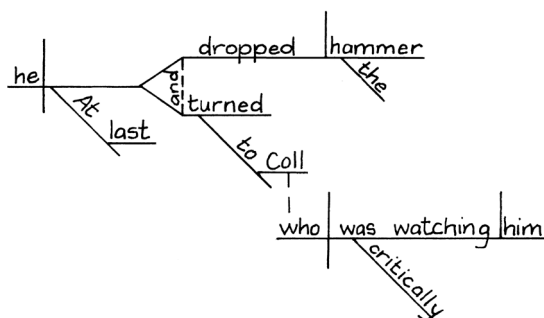 dropped hammer
he
and
the
At
turned
last
to
Coll
who was watching him
critically